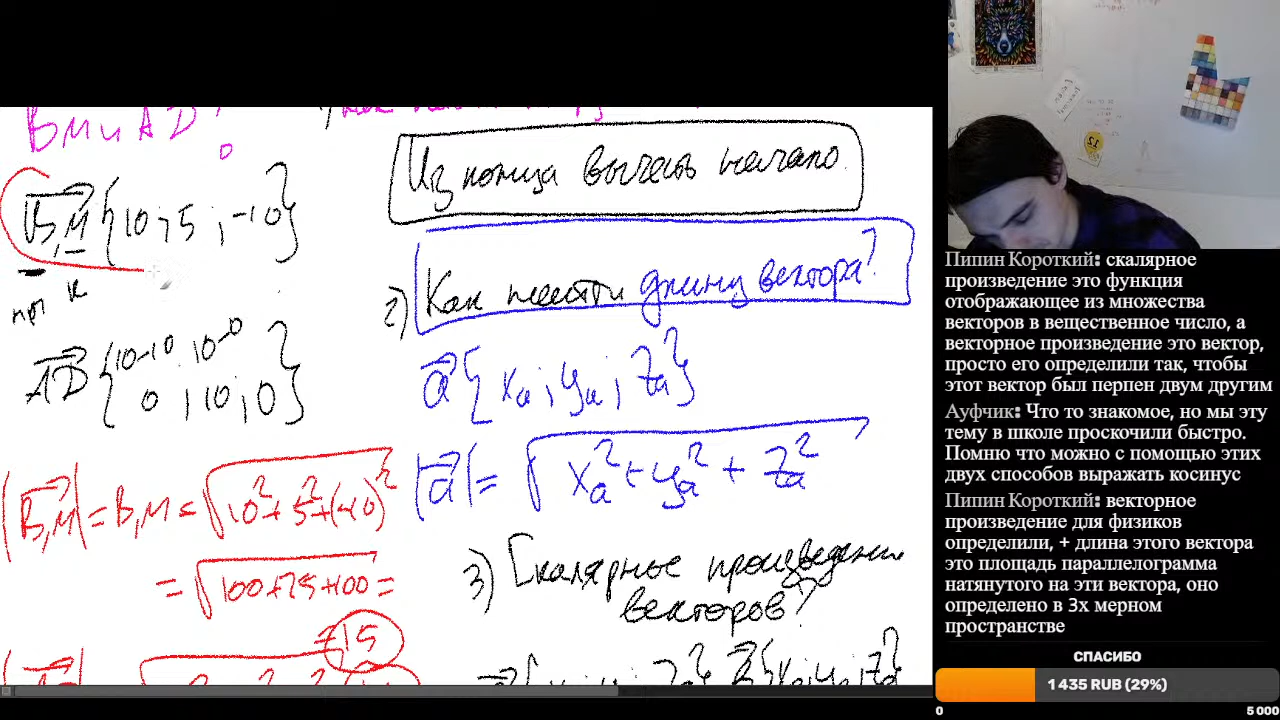 ВМ и AD?
Из конца вычесть начало.
B₁M {10; 5; -10}
нач к
2) Как найти длину вектора?
10-10 10-0
AD {0; 10; 0}
a {xₐ; yₐ; zₐ}
|B₁M| = B₁M = √10²+5²+(-10)²
|a| = √xₐ²+yₐ²+zₐ²
= √100+25+100 =
= 15
3) Скалярное произведение
векторов?
Пипин Короткий: скалярное
произведение это функция
отображающее из множества
векторов в вещественное число, а
векторное произведение это вектор,
просто его определили так, чтобы
этот вектор был перпен двум другим
Ауфчик: Что то знакомое, но мы эту
тему в школе проскочили быстро.
Помню что можно с помощью этих
двух способов выражать косинус
Пипин Короткий: векторное
произведение для физиков
определили, + длина этого вектора
это площадь параллелограмма
натянутого на эти вектора, оно
определено в 3х мерном
пространстве
СПАСИБО
1 435 RUB (29%)
0 5 000